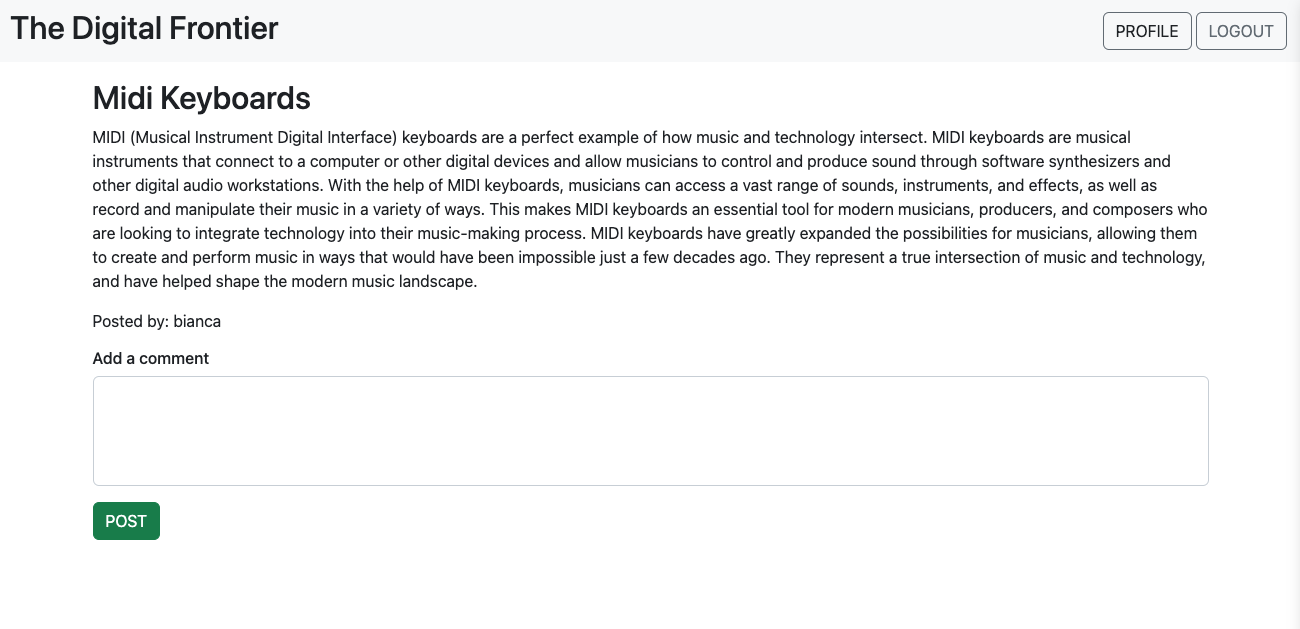 The Digital Frontier
PROFILE
LOGOUT
Midi Keyboards
MIDI (Musical Instrument Digital Interface) keyboards are a perfect example of how music and technology intersect. MIDI keyboards are musical
instruments that connect to a computer or other digital devices and allow musicians to control and produce sound through software synthesizers and
other digital audio workstations. With the help of MIDI keyboards, musicians can access a vast range of sounds, instruments, and effects, as well as
record and manipulate their music in a variety of ways. This makes MIDI keyboards an essential tool for modern musicians, producers, and composers who
are looking to integrate technology into their music-making process. MIDI keyboards have greatly expanded the possibilities for musicians, allowing them
to create and perform music in ways that would have been impossible just a few decades ago. They represent a true intersection of music and technology,
and have helped shape the modern music landscape.
Posted by: bianca
Add a comment
POST